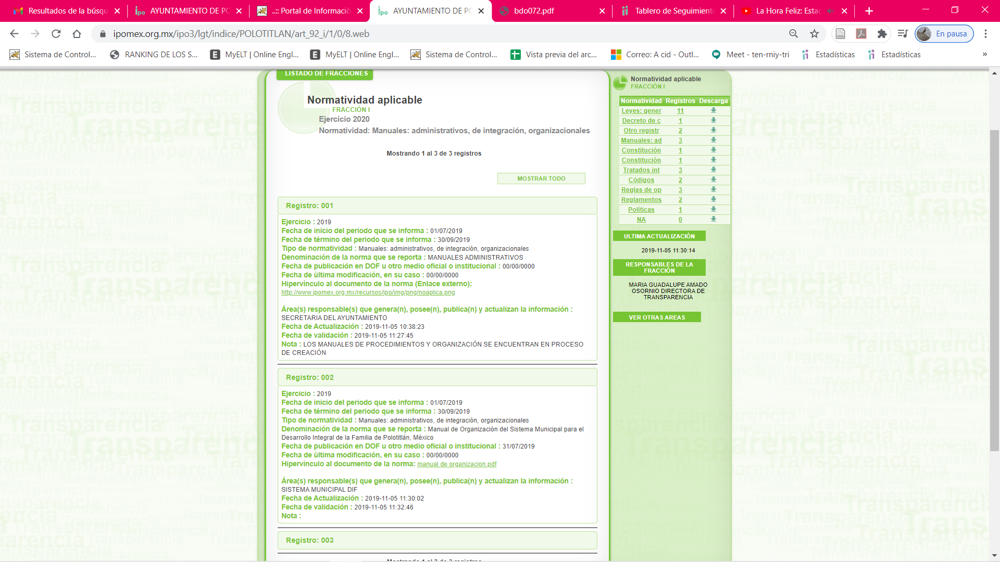 Resultados de la búsqu
AYUNTAMIENTO DE PO
..:: Portal de Informació
AYUNTAMIENTO DE PO
bdo072.pdf
Tablero de Seguimient
La Hora Feliz: Estac
ipomex.org.mx/ipo3/lgt/indice/POLOTITLAN/art_92_i/1/0/8.web
En pausa
Sistema de Control...
RANKING DE LOS S...
MyELT | Online Engl...
MyELT | Online Engl...
Sistema de Control...
Vista previa del arc...
Correo: A cid - Outl...
Meet - ten-rniy-tri
Estadísticas
Estadísticas
»
LISTADO DE FRACCIONES
Normatividad aplicable
FRACCIÓN I
Ejercicio 2020
Normatividad: Manuales: administrativos, de integración, organizacionales
Mostrando 1 al 3 de 3 registros
MOSTRAR TODO
Registro: 001
Ejercicio : 2019
Fecha de inicio del periodo que se informa : 01/07/2019
Fecha de término del periodo que se informa : 30/09/2019
Tipo de normatividad : Manuales: administrativos, de integración, organizacionales
Denominación de la norma que se reporta : MANUALES ADMINISTRATIVOS
Fecha de publicación en DOF u otro medio oficial o institucional : 00/00/0000
Fecha de última modificación, en su caso : 00/00/0000
Hipervínculo al documento de la norma (Enlace externo):
http://www.ipomex.org.mx/recursos/ipo/img/png/noaplica.png
Área(s) responsable(s) que genera(n), posee(n), publica(n) y actualizan la información :
SECRETARIA DEL AYUNTAMIENTO
Fecha de Actualización : 2019-11-05 10:38:23
Fecha de validación : 2019-11-05 11:27:45
Nota : LOS MANUALES DE PROCEDIMIENTOS Y ORGANIZACIÓN SE ENCUENTRAN EN PROCESO
DE CREACIÓN
Registro: 002
Ejercicio : 2019
Fecha de inicio del periodo que se informa : 01/07/2019
Fecha de término del periodo que se informa : 30/09/2019
Tipo de normatividad : Manuales: administrativos, de integración, organizacionales
Denominación de la norma que se reporta : Manual de Organización del Sistema Municipal para el
Desarrollo Integral de la Familia de Polotitlán, México
Fecha de publicación en DOF u otro medio oficial o institucional : 31/07/2019
Fecha de última modificación, en su caso : 00/00/0000
Hipervínculo al documento de la norma: manual de organizacion.pdf
Área(s) responsable(s) que genera(n), posee(n), publica(n) y actualizan la información :
SISTEMA MUNICIPAL DIF
Fecha de Actualización : 2019-11-05 11:30:02
Fecha de validación : 2019-11-05 11:32:46
Nota :
Registro: 003
Mostrando 1 al 3 de 3 registros
Normatividad aplicable
FRACCIÓN I
Normatividad Registros Descarga
Leyes: gener 11
Decreto de c 1
Otro registr 2
Manuales: ad 3
Constitución 1
Constitución 1
Tratados int 3
Códigos 2
Reglas de op 3
Reglamentos 2
Políticas 1
NA 0
ULTIMA ACTUALIZACIÓN
2019-11-05 11:30:14
RESPONSABLES DE LA
FRACCIÓN
MARIA GUADALUPE AMADO
OSORNIO DIRECTORA DE
TRANSPARENCIA
VER OTRAS AREAS